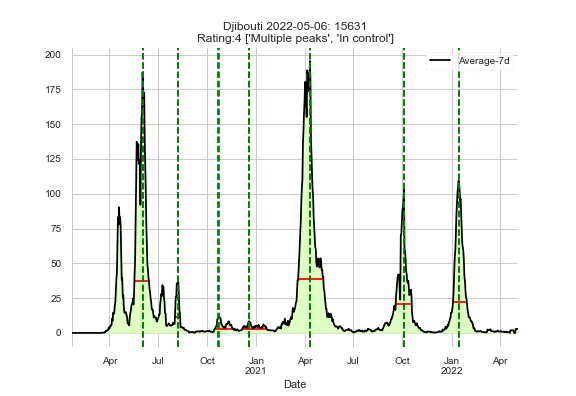 Djibouti 2022-05-06: 15631
Rating:4 ['Multiple peaks', 'In control']
Average-7d
200
175
150
125
100
75
50
25
0
Apr Jul Oct Jan Apr Jul Oct Jan Apr
2021 2022
Date